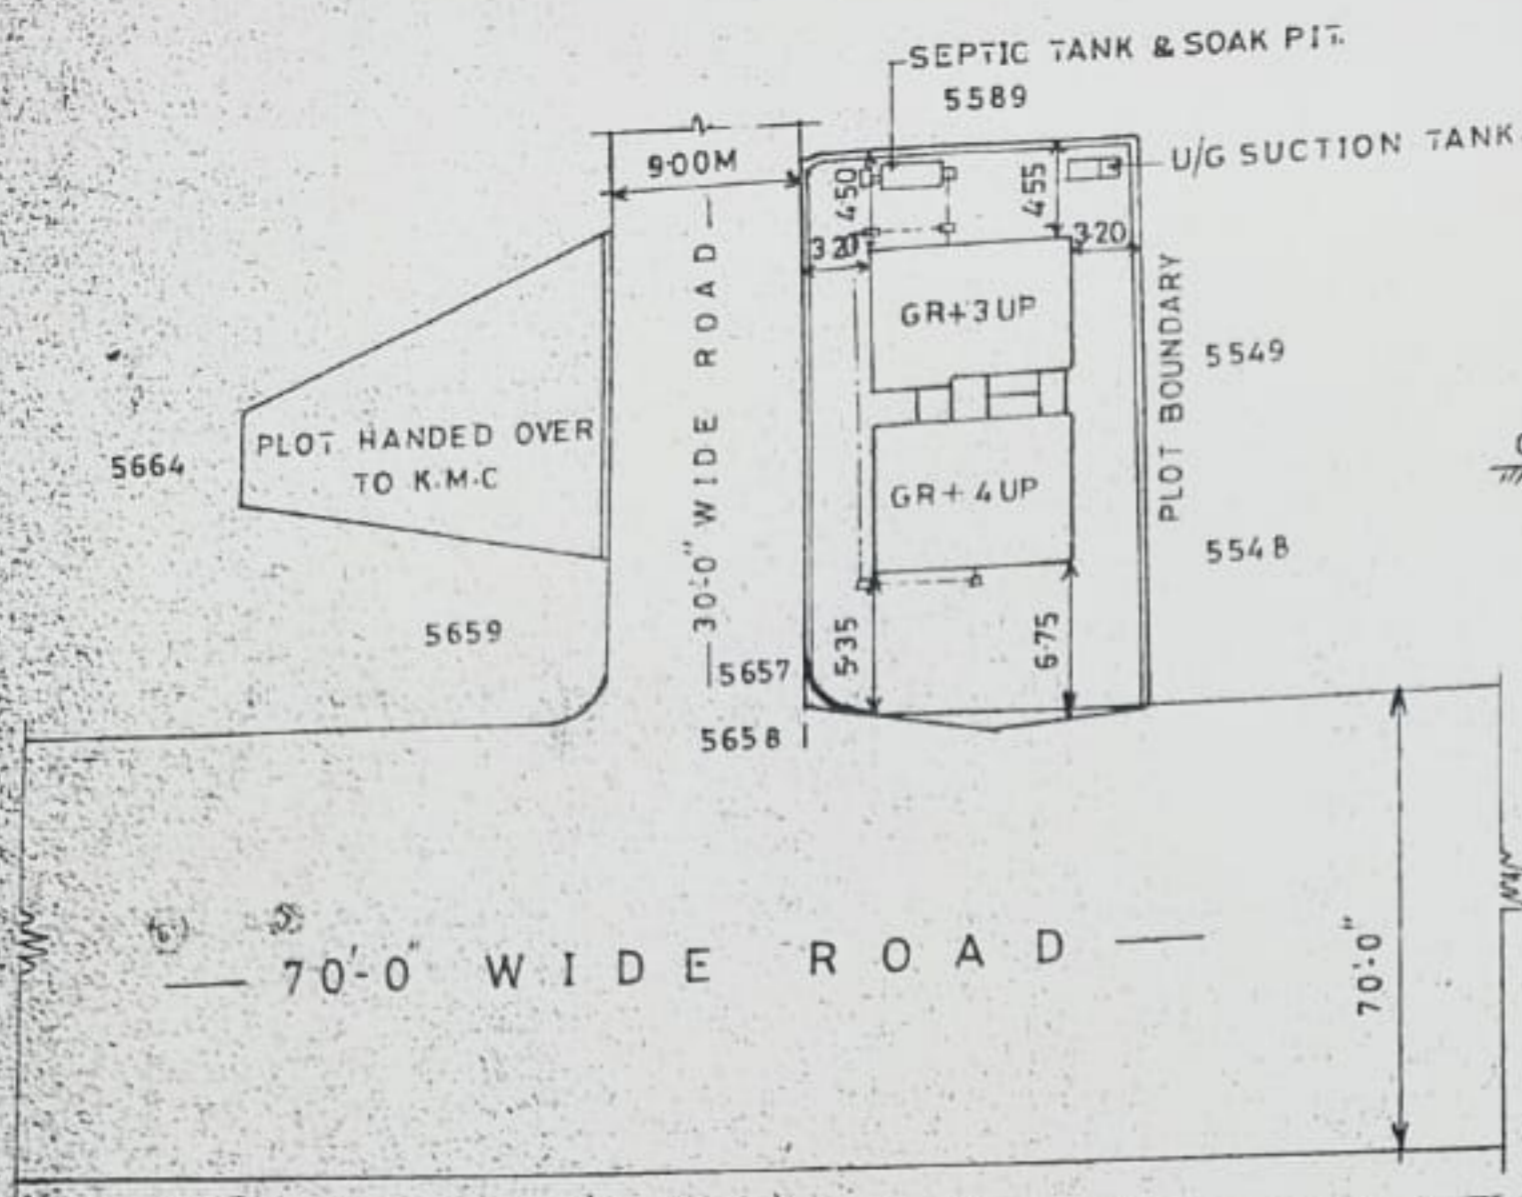 SEPTIC TANK & SOAK PIT.
5589
U/G SUCTION TANK.
9.00M
4.50
4.55
3.20
3.20
GR+3UP
PLOT BOUNDARY
5549
PLOT HANDED OVER
TO K.M.C
5664
30'-0" WIDE ROAD
GR+4UP
5548
5659
5.35
6.75
5657
5658
70'-0" WIDE ROAD
70'-0"